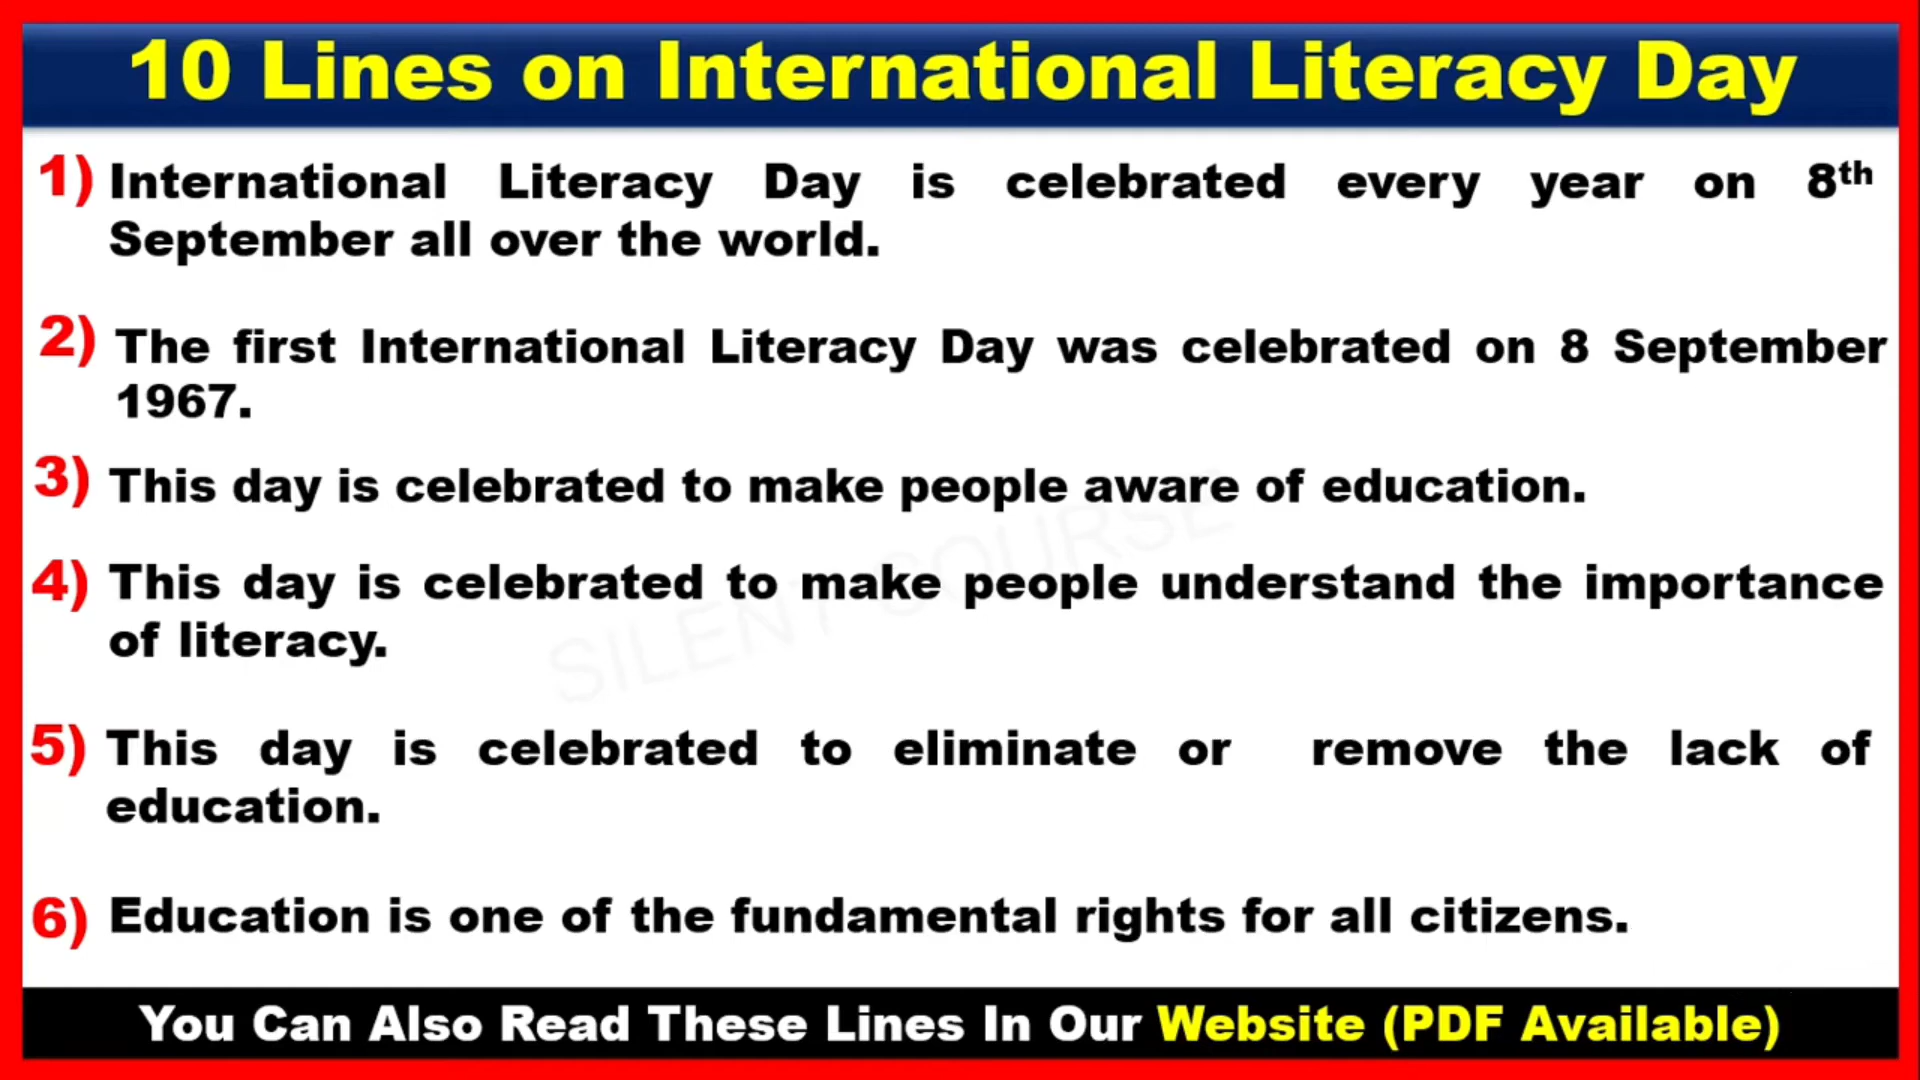 10 Lines on International Literacy Day
1) International Literacy Day is celebrated every year on 8th
September all over the world.
2) The first International Literacy Day was celebrated on 8 September
1967.
3) This day is celebrated to make people aware of education.
4) This day is celebrated to make people understand the importance
of literacy.
SILENT COURSE
5) This day is celebrated to eliminate or remove the lack of
education.
6) Education is one of the fundamental rights for all citizens.
You Can Also Read These Lines In Our Website (PDF Available)